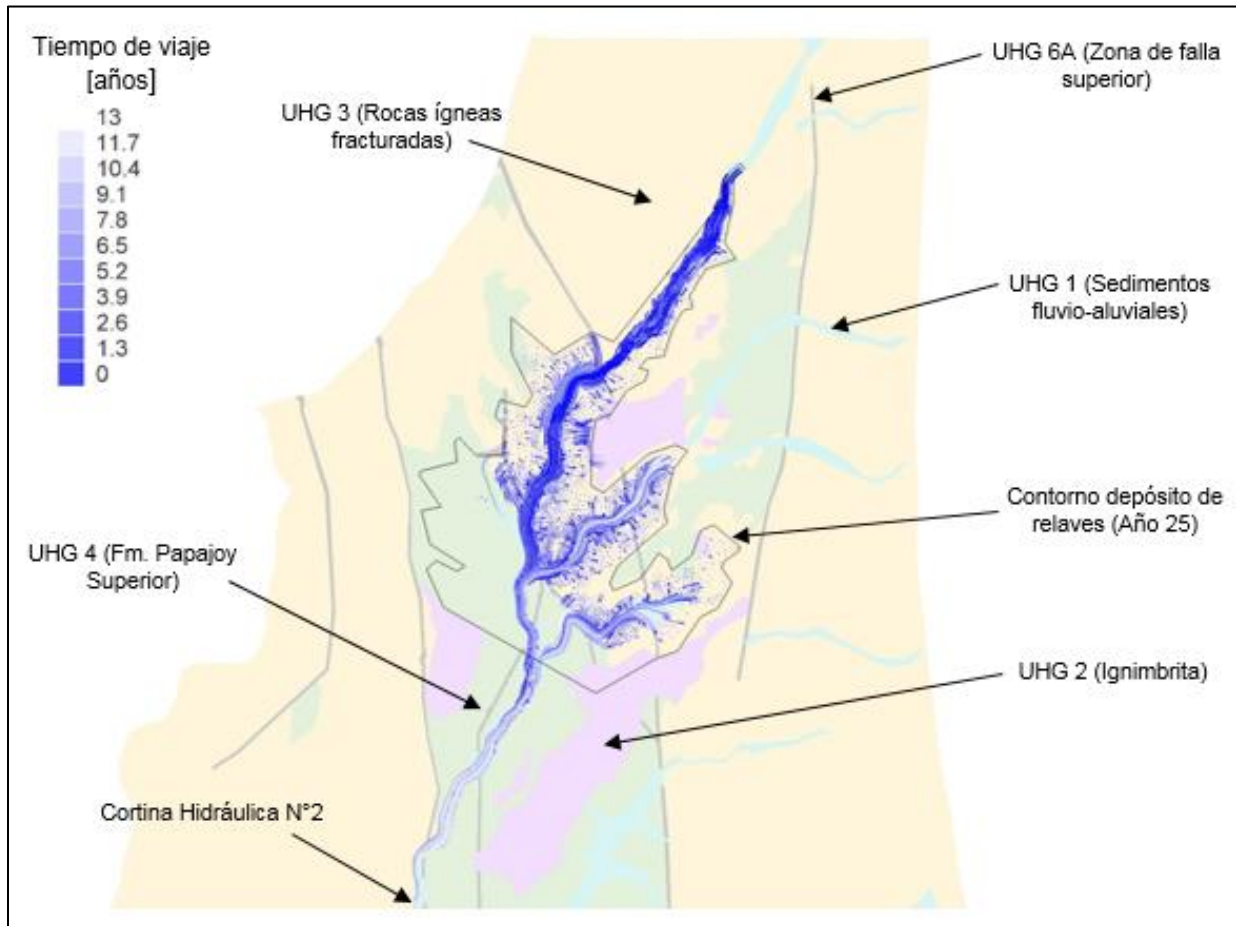 Tiempo de viaje
[años]
13
11.7
10.4
9.1
7.8
6.5
5.2
3.9
2.6
1.3
0
UHG 3 (Rocas ígneas
fracturadas)
UHG 6A (Zona de falla
superior)
UHG 1 (Sedimentos
fluvio-aluviales)
Contorno depósito de
relaves (Año 25)
UHG 4 (Fm. Papajoy
Superior)
UHG 2 (Ignimbrita)
Cortina Hidráulica N°2